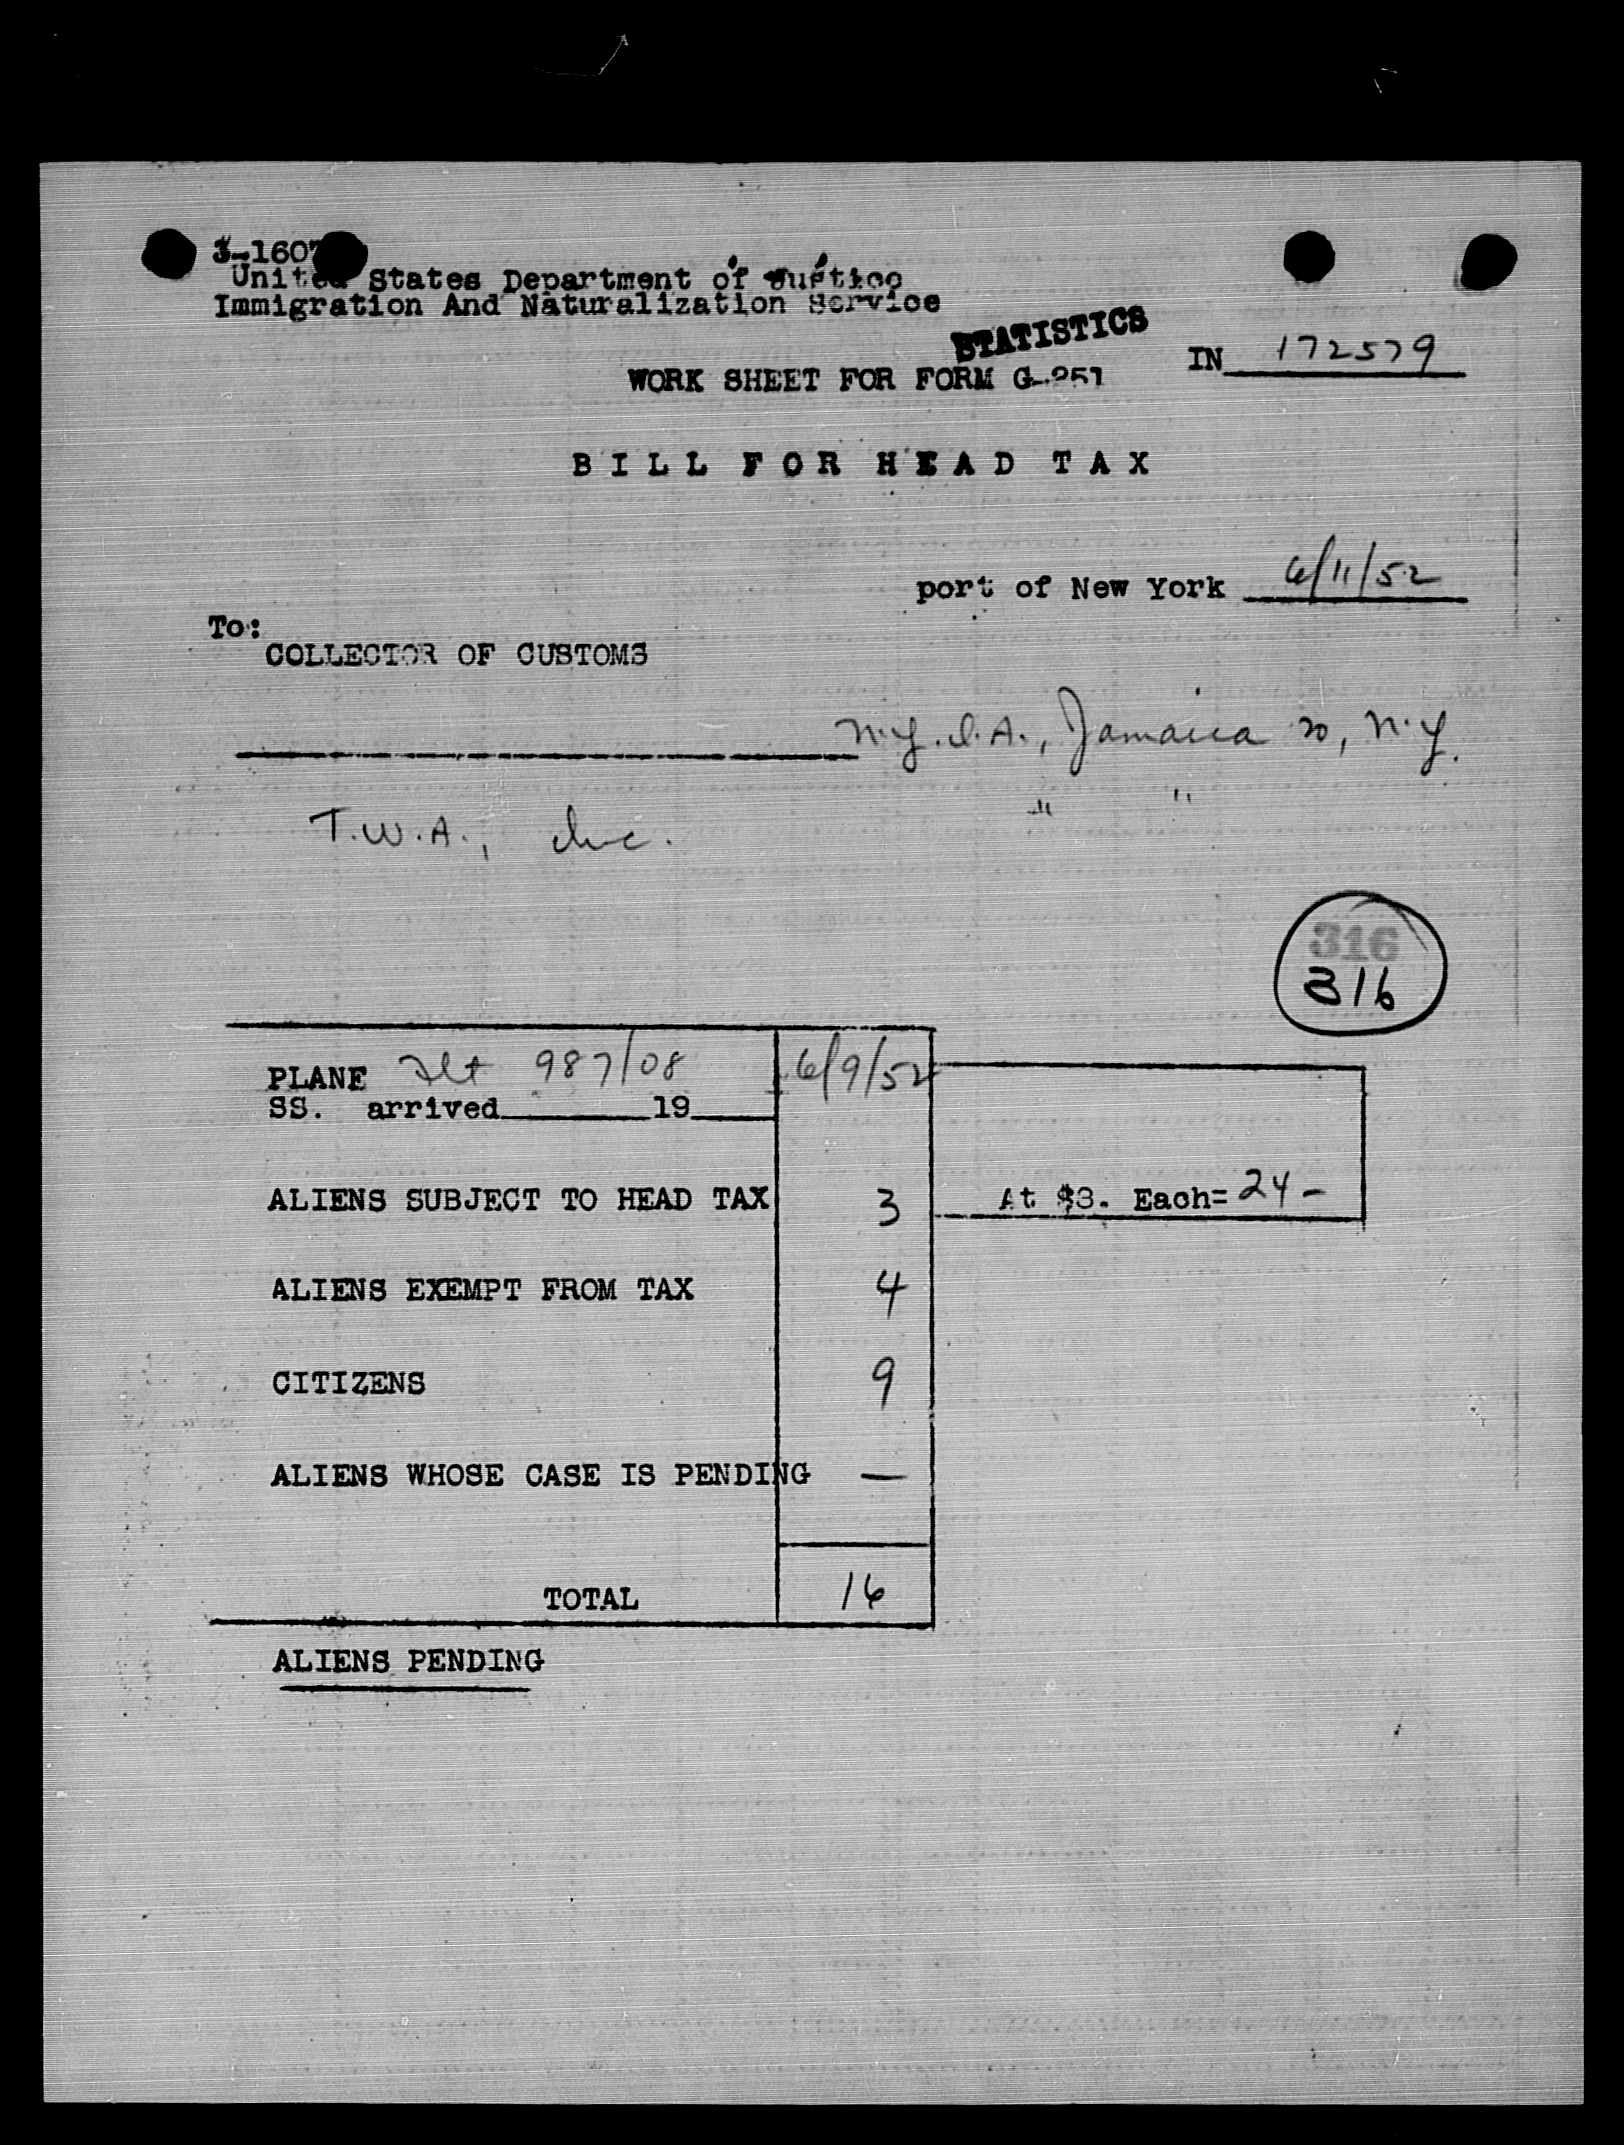 3-1607
United States Department of Justice
Immigration And Naturalization Service
STATISTICS
IN 172579
WORK SHEET FOR FORM G-251
BILL FOR HEAD TAX
port of New York 6/11/52
To:
COLLECTOR OF CUSTOMS
N.Y.I.A., Jamaica 20, N.Y.
T.W.A., Inc. " "
316
316
PLANE Flt 987/08 6/9/52
SS. arrived 19
ALIENS SUBJECT TO HEAD TAX 3 At $3. Each= 24-
ALIENS EXEMPT FROM TAX 4
CITIZENS 9
ALIENS WHOSE CASE IS PENDING —
TOTAL 16
ALIENS PENDING